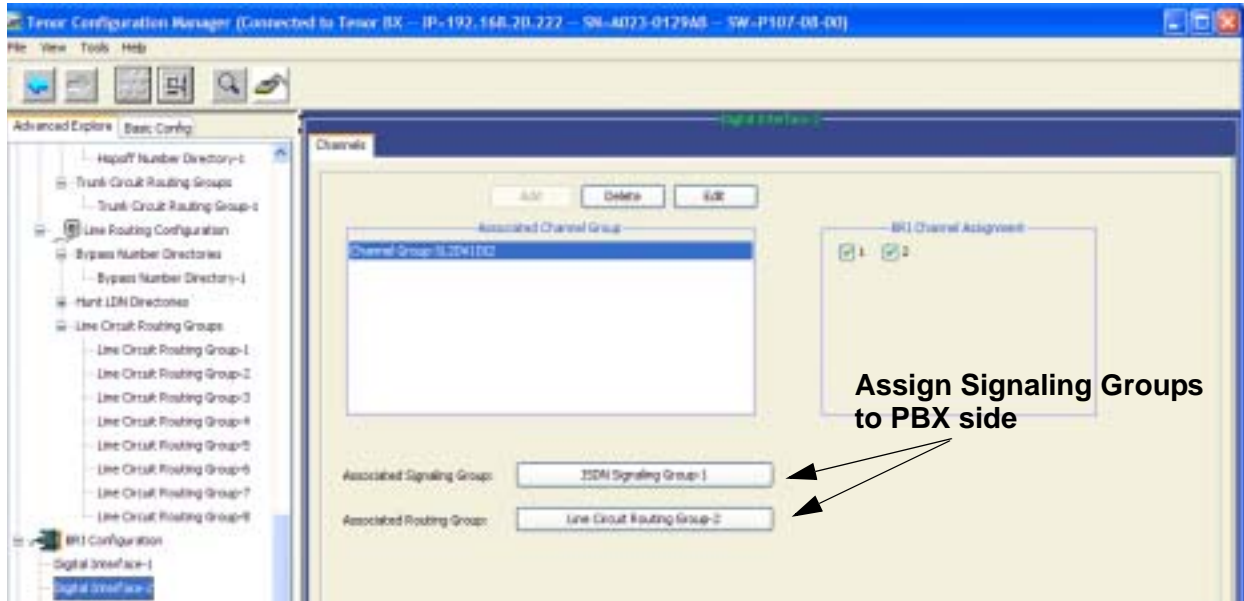 Tenor Configuration Manager (Connected to Tenor BX -- IP-192.168.20.222 -- SN-A023-0129A8 -- SW-P107-08-00)
File View Tools Help
Advanced Explore Basic Config
Digital Interface-2
Channels
Hopoff Number Directory-1
Trunk Circuit Routing Groups
Trunk Circuit Routing Group-1
Line Routing Configuration
Bypass Number Directories
Bypass Number Directory-1
Hunt LDN Directories
Line Circuit Routing Groups
Line Circuit Routing Group-1
Line Circuit Routing Group-2
Line Circuit Routing Group-3
Line Circuit Routing Group-4
Line Circuit Routing Group-5
Line Circuit Routing Group-6
Line Circuit Routing Group-7
Line Circuit Routing Group-8
BRI Configuration
Digital Interface-1
Digital Interface-2
Add Delete Edit
Associated Channel Group
Channel Group-
BRI Channel Assignment
1 2
Assign Signaling Groups
to PBX side
Associated Signaling Group: ISDN Signaling Group-1
Associated Routing Group: Line Circuit Routing Group-2